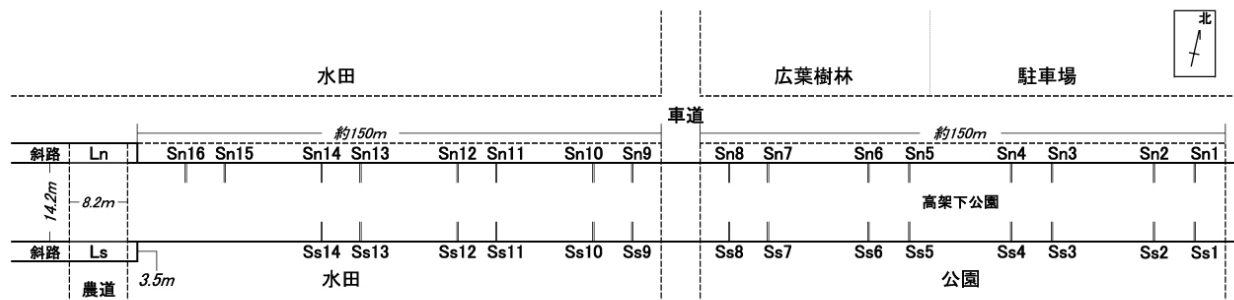 北
水田
広葉樹林
駐車場
車道
約150m
約150m
斜路 Ln Sn16 Sn15 Sn14 Sn13 Sn12 Sn11 Sn10 Sn9 Sn8 Sn7 Sn6 Sn5 Sn4 Sn3 Sn2 Sn1
14.2m
8.2m
高架下公園
斜路 Ls Ss14 Ss13 Ss12 Ss11 Ss10 Ss9 Ss8 Ss7 Ss6 Ss5 Ss4 Ss3 Ss2 Ss1
3.5m
水田
公園
農道